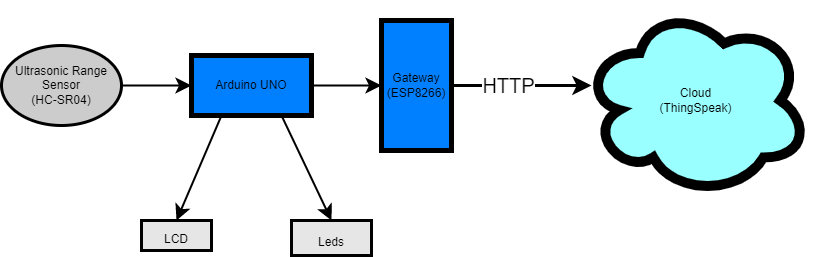 Ultrasonic Range
Sensor
(HC-SR04)
Arduino UNO
Gateway
(ESP8266)
HTTP
Cloud
(ThingSpeak)
LCD
Leds